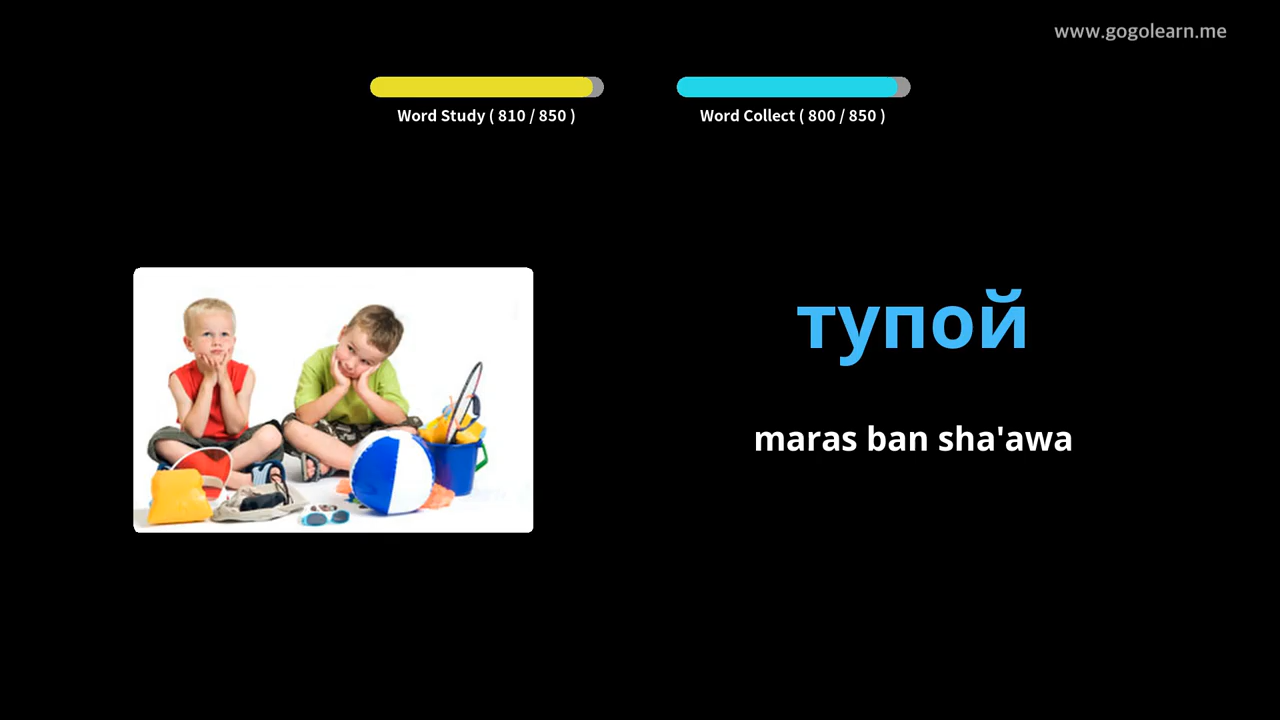 www.gogolearn.me
Word Study ( 810 / 850 )
Word Collect ( 800 / 850 )
тупой
maras ban sha'awa